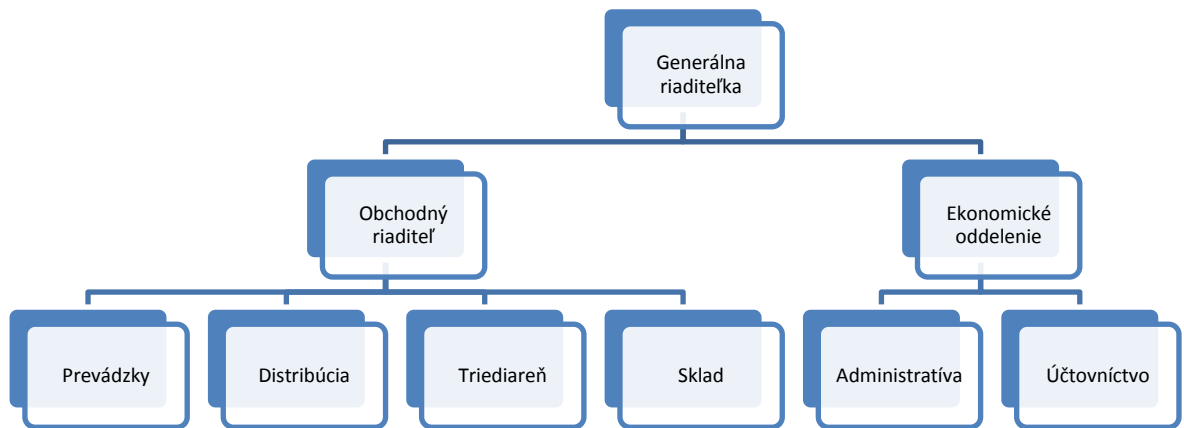 Generálna
riaditeľka
Obchodný
riaditeľ
Ekonomické
oddelenie
Prevádzky
Distribúcia
Triediareň
Sklad
Administratíva
Účtovníctvo